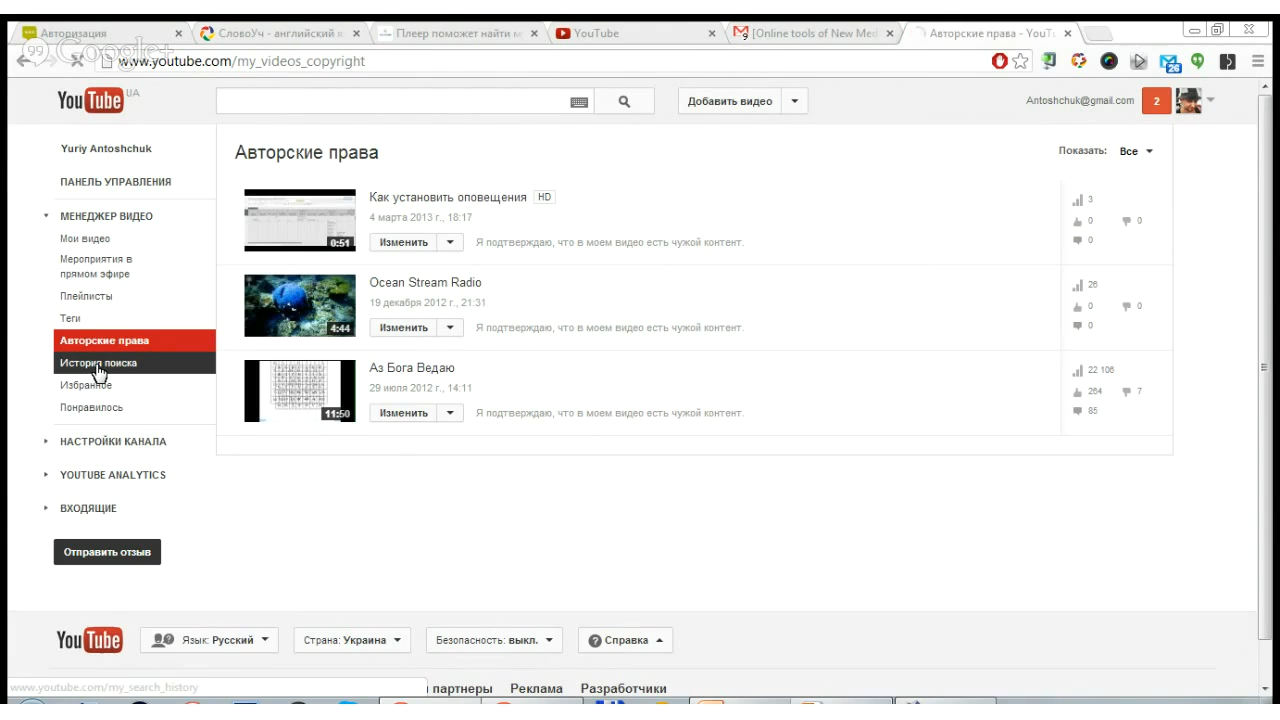 Авторизация
СловоУч - английский
Плеер поможет найти м
YouTube
[Online tools of New Med
Авторские права - YouTu
99 Google+
www.youtube.com/my_videos_copyright
26
YouTube UA
Добавить видео
Antoshchuk@gmail.com
2
Yuriy Antoshchuk
ПАНЕЛЬ УПРАВЛЕНИЯ
МЕНЕДЖЕР ВИДЕО
Мои видео
Мероприятия в
прямом эфире
Плейлисты
Теги
Авторские права
История поиска
Избранное
Понравилось
НАСТРОЙКИ КАНАЛА
YOUTUBE ANALYTICS
ВХОДЯЩИЕ
Отправить отзыв
Авторские права
Показать: Все
Как установить оповещения HD
4 марта 2013 г., 18:17
0:51
Изменить
Я подтверждаю, что в моем видео есть чужой контент.
3
0 0
0
Ocean Stream Radio
19 декабря 2012 г., 21:31
4:44
Изменить
Я подтверждаю, что в моем видео есть чужой контент.
26
0 0
0
Аз Бога Ведаю
29 июля 2012 г., 14:11
11:50
Изменить
Я подтверждаю, что в моем видео есть чужой контент.
22 106
264 7
85
YouTube
Язык: Русский
Страна: Украина
Безопасность: выкл.
Справка
www.youtube.com/my_search_history
партнеры
Реклама
Разработчики